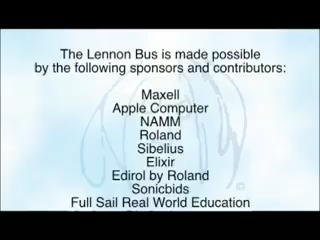 The Lennon Bus is made possible
by the following sponsors and contributors:
Maxell
Apple Computer
NAMM
Roland
Sibelius
Elixir
Edirol by Roland
Sonicbids
Full Sail Real World Education